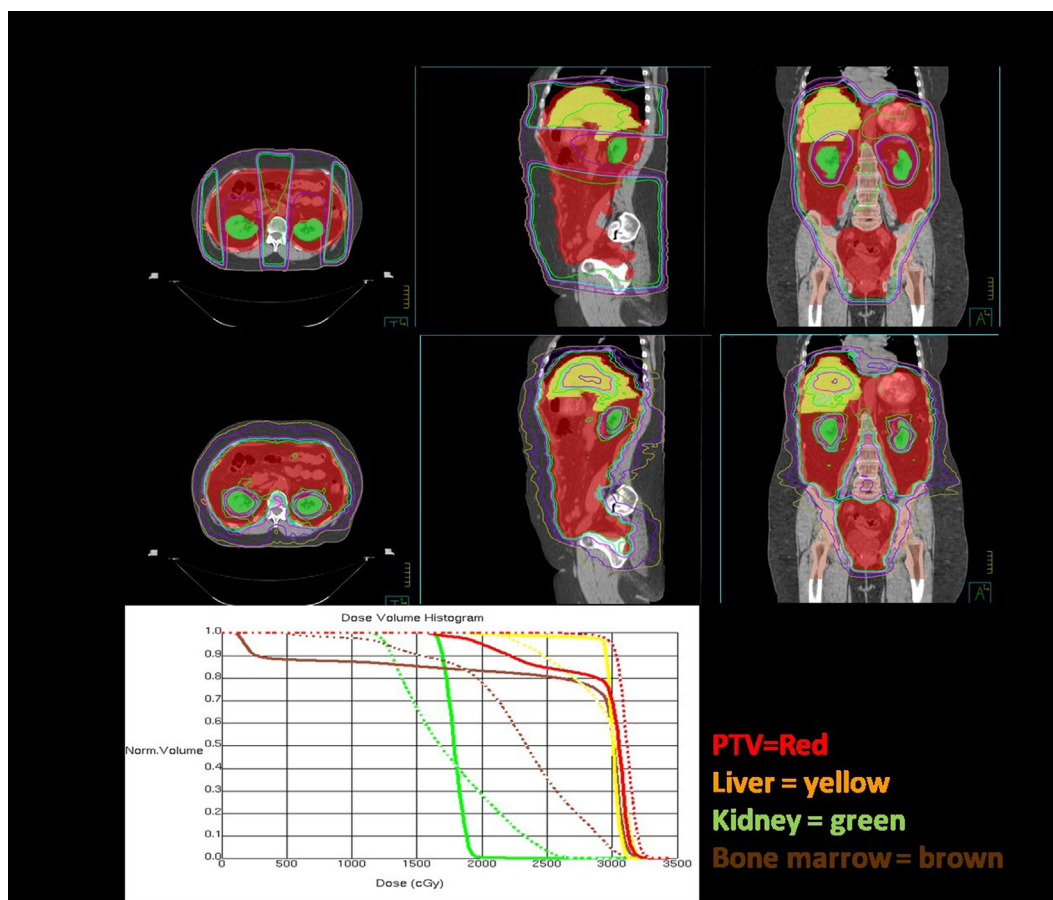 Dose Volume Histogram
1.0
0.9
0.8
0.7
0.6
Norm.Volume 0.5
0.4
0.3
0.2
0.1
0.0
0 500 1000 1500 2000 2500 3000 3500
Dose (cGy)
PTV=Red
Liver = yellow
Kidney = green
Bone marrow = brown